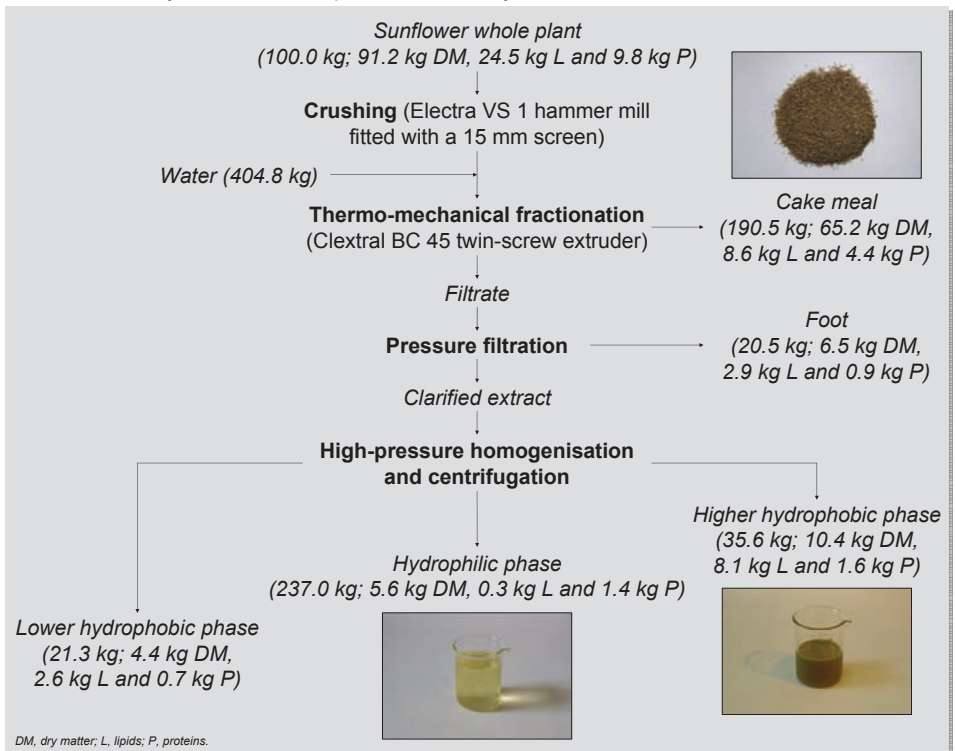 Sunflower whole plant
(100.0 kg; 91.2 kg DM, 24.5 kg L and 9.8 kg P)
Crushing (Electra VS 1 hammer mill
fitted with a 15 mm screen)
Water (404.8 kg)
Thermo-mechanical fractionation
(Clextral BC 45 twin-screw extruder)
Cake meal
(190.5 kg; 65.2 kg DM,
8.6 kg L and 4.4 kg P)
Filtrate
Pressure filtration
Foot
(20.5 kg; 6.5 kg DM,
2.9 kg L and 0.9 kg P)
Clarified extract
High-pressure homogenisation
and centrifugation
Higher hydrophobic phase
(35.6 kg; 10.4 kg DM,
8.1 kg L and 1.6 kg P)
Hydrophilic phase
(237.0 kg; 5.6 kg DM, 0.3 kg L and 1.4 kg P)
Lower hydrophobic phase
(21.3 kg; 4.4 kg DM,
2.6 kg L and 0.7 kg P)
DM, dry matter; L, lipids; P, proteins.